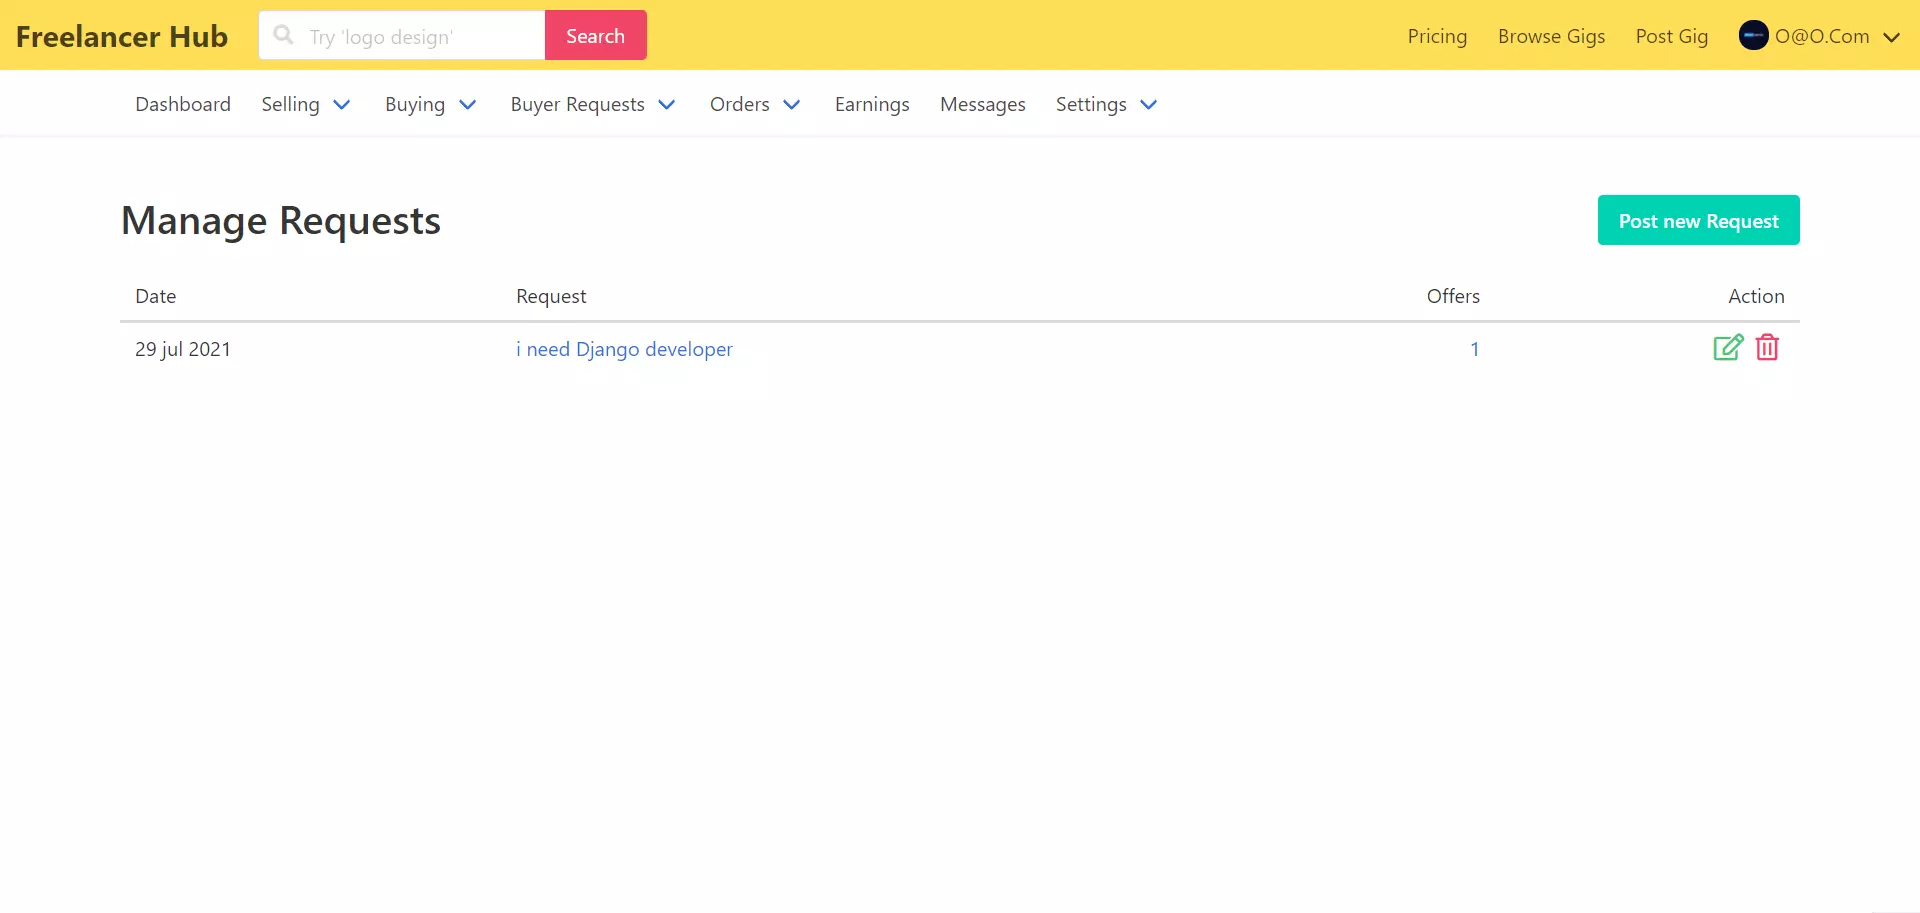 Freelancer Hub Try 'logo design' Search Pricing Browse Gigs Post Gig O@O.Com
Dashboard Selling Buying Buyer Requests Orders Earnings Messages Settings
Manage Requests Post new Request
Date Request Offers Action
29 jul 2021 i need Django developer 1